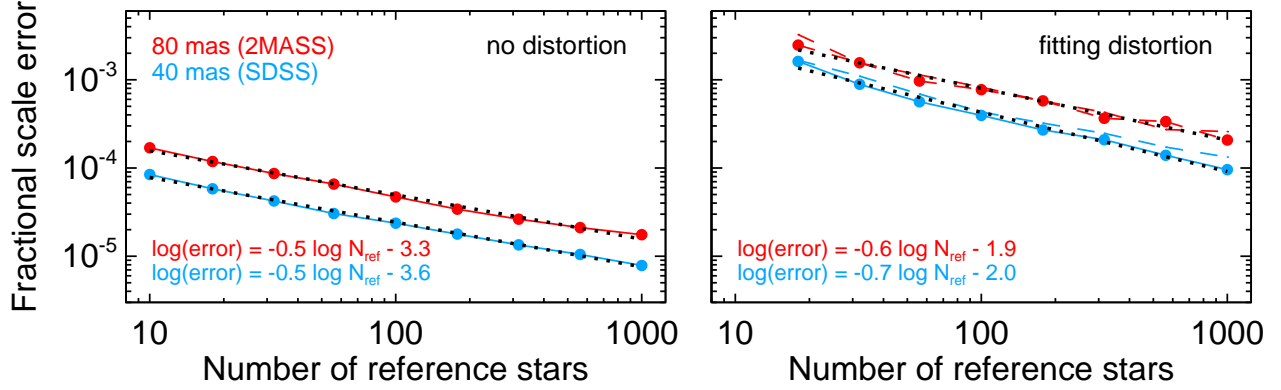 Fractional scale error
10⁻³
10⁻⁴
10⁻⁵
80 mas (2MASS)
40 mas (SDSS)
no distortion
log(error) = -0.5 log N_ref - 3.3
log(error) = -0.5 log N_ref - 3.6
10
100
1000
Number of reference stars
fitting distortion
log(error) = -0.6 log N_ref - 1.9
log(error) = -0.7 log N_ref - 2.0
10
100
1000
Number of reference stars